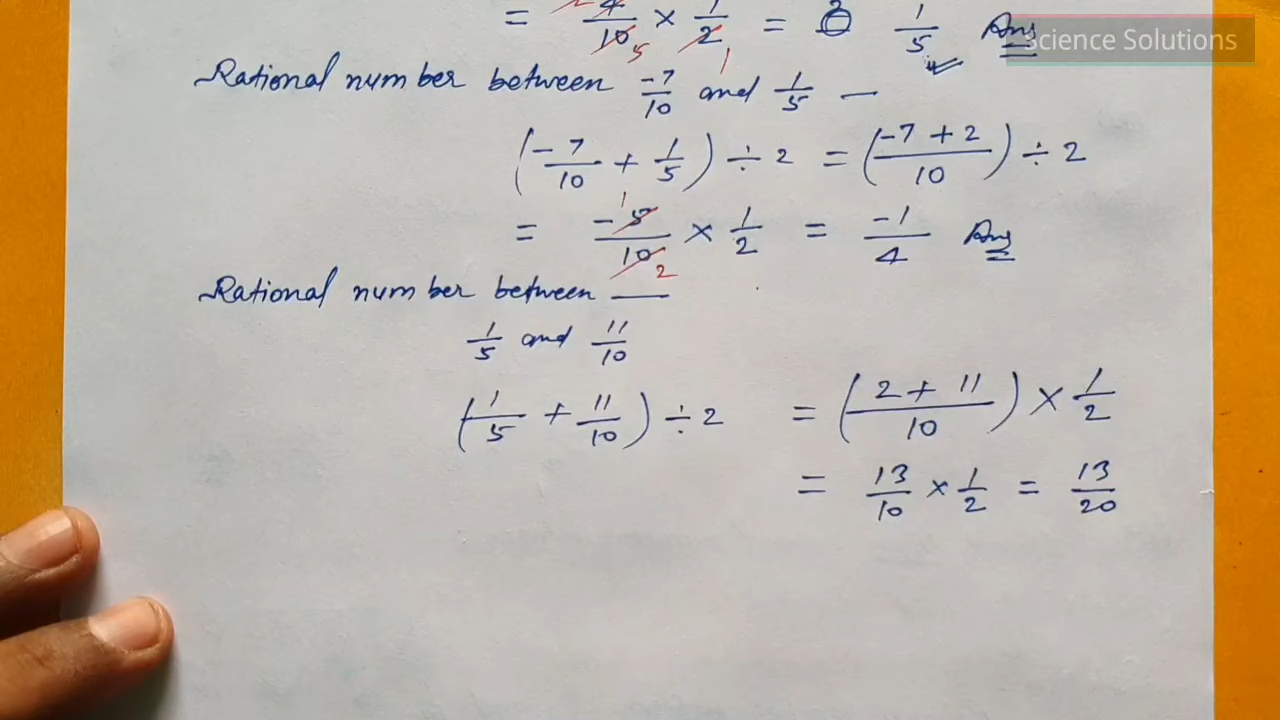 = 4/10 × 1/2 = 1/5 Ans
Science Solutions
Rational number between -7/10 and 1/5 —
(-7/10 + 1/5) ÷ 2 = (-7 + 2/10) ÷ 2
= -5/10 × 1/2 = -1/4 Ans
Rational number between —
1/5 and 11/10
(1/5 + 11/10) ÷ 2 = (2 + 11/10) × 1/2
= 13/10 × 1/2 = 13/20